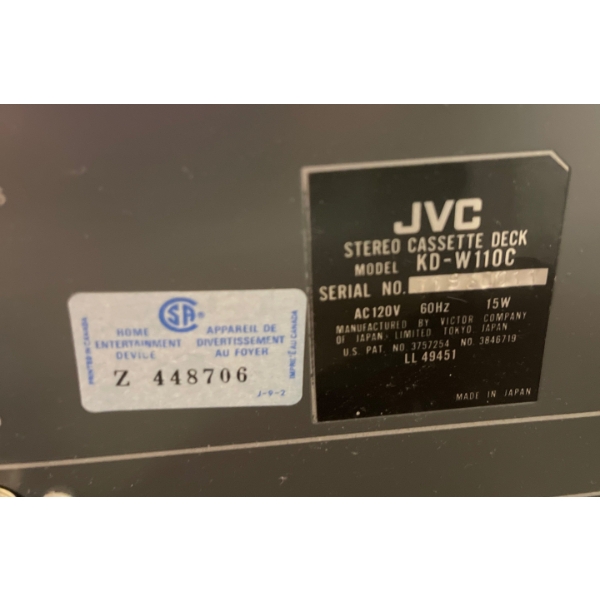 JVC
STEREO CASSETTE DECK
MODEL KD-W110C
SERIAL NO.
AC120V 60Hz 15W
MANUFACTURED BY VICTOR COMPANY
OF JAPAN, LIMITED TOKYO, JAPAN
U.S. PAT. NO. 3757254 NO. 3846719
LL 49451
MADE IN JAPAN
PRINTED IN CANADA
HOME
ENTERTAINMENT
DEVICE
SA
APPAREIL DE
DIVERTISSEMENT
AU FOYER
IMPRIMÉ AU CANADA
Z 448706
J-9-2